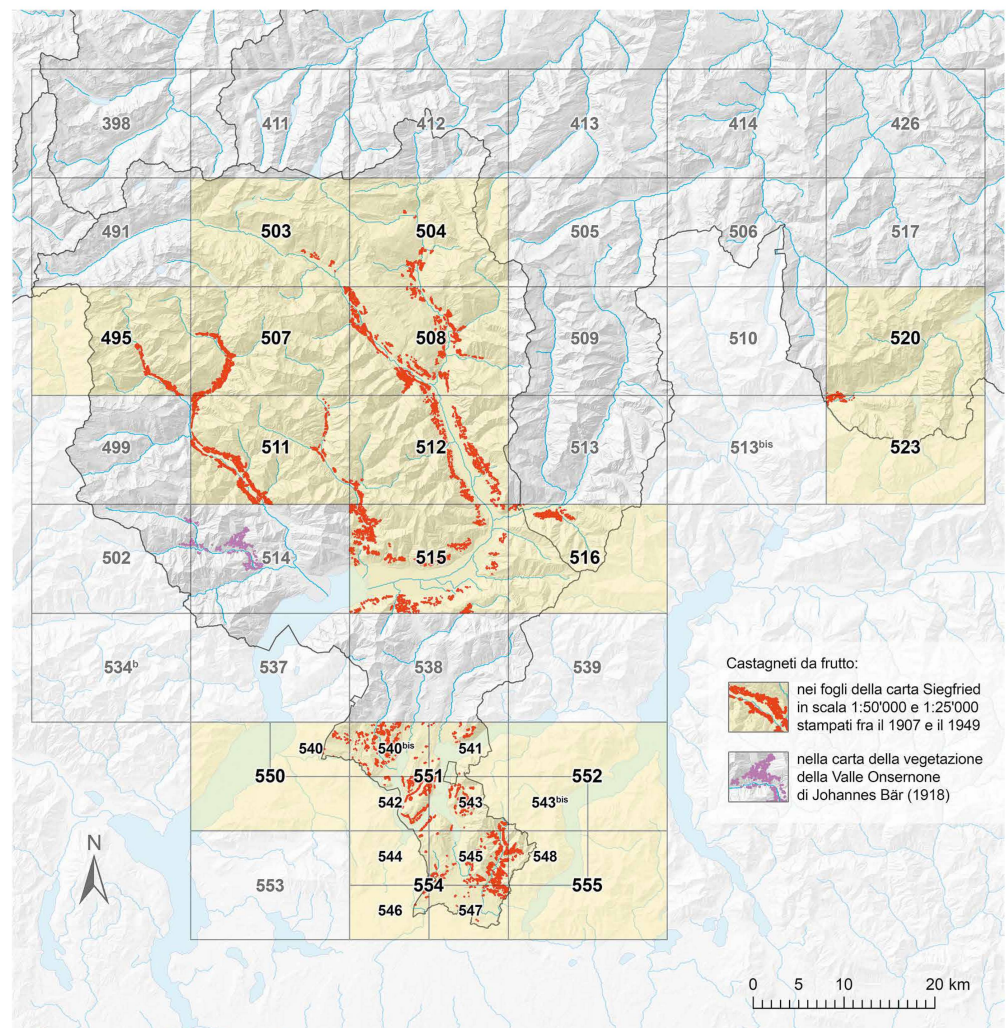 398 411 412 413 414 426
491 503 504 505 506 517
495 507 508 509 510 520
499 511 512 513 513bis 523
502 514 515 516
534b 537 538 539
540 540bis 541
550 551 552
542 543 543bis
544 545 548
553 554 555
546 547
Castagneti da frutto:
nei fogli della carta Siegfried
in scala 1:50'000 e 1:25'000
stampati fra il 1907 e il 1949
nella carta della vegetazione
della Valle Onsernone
di Johannes Bär (1918)
N
0 5 10 20 km